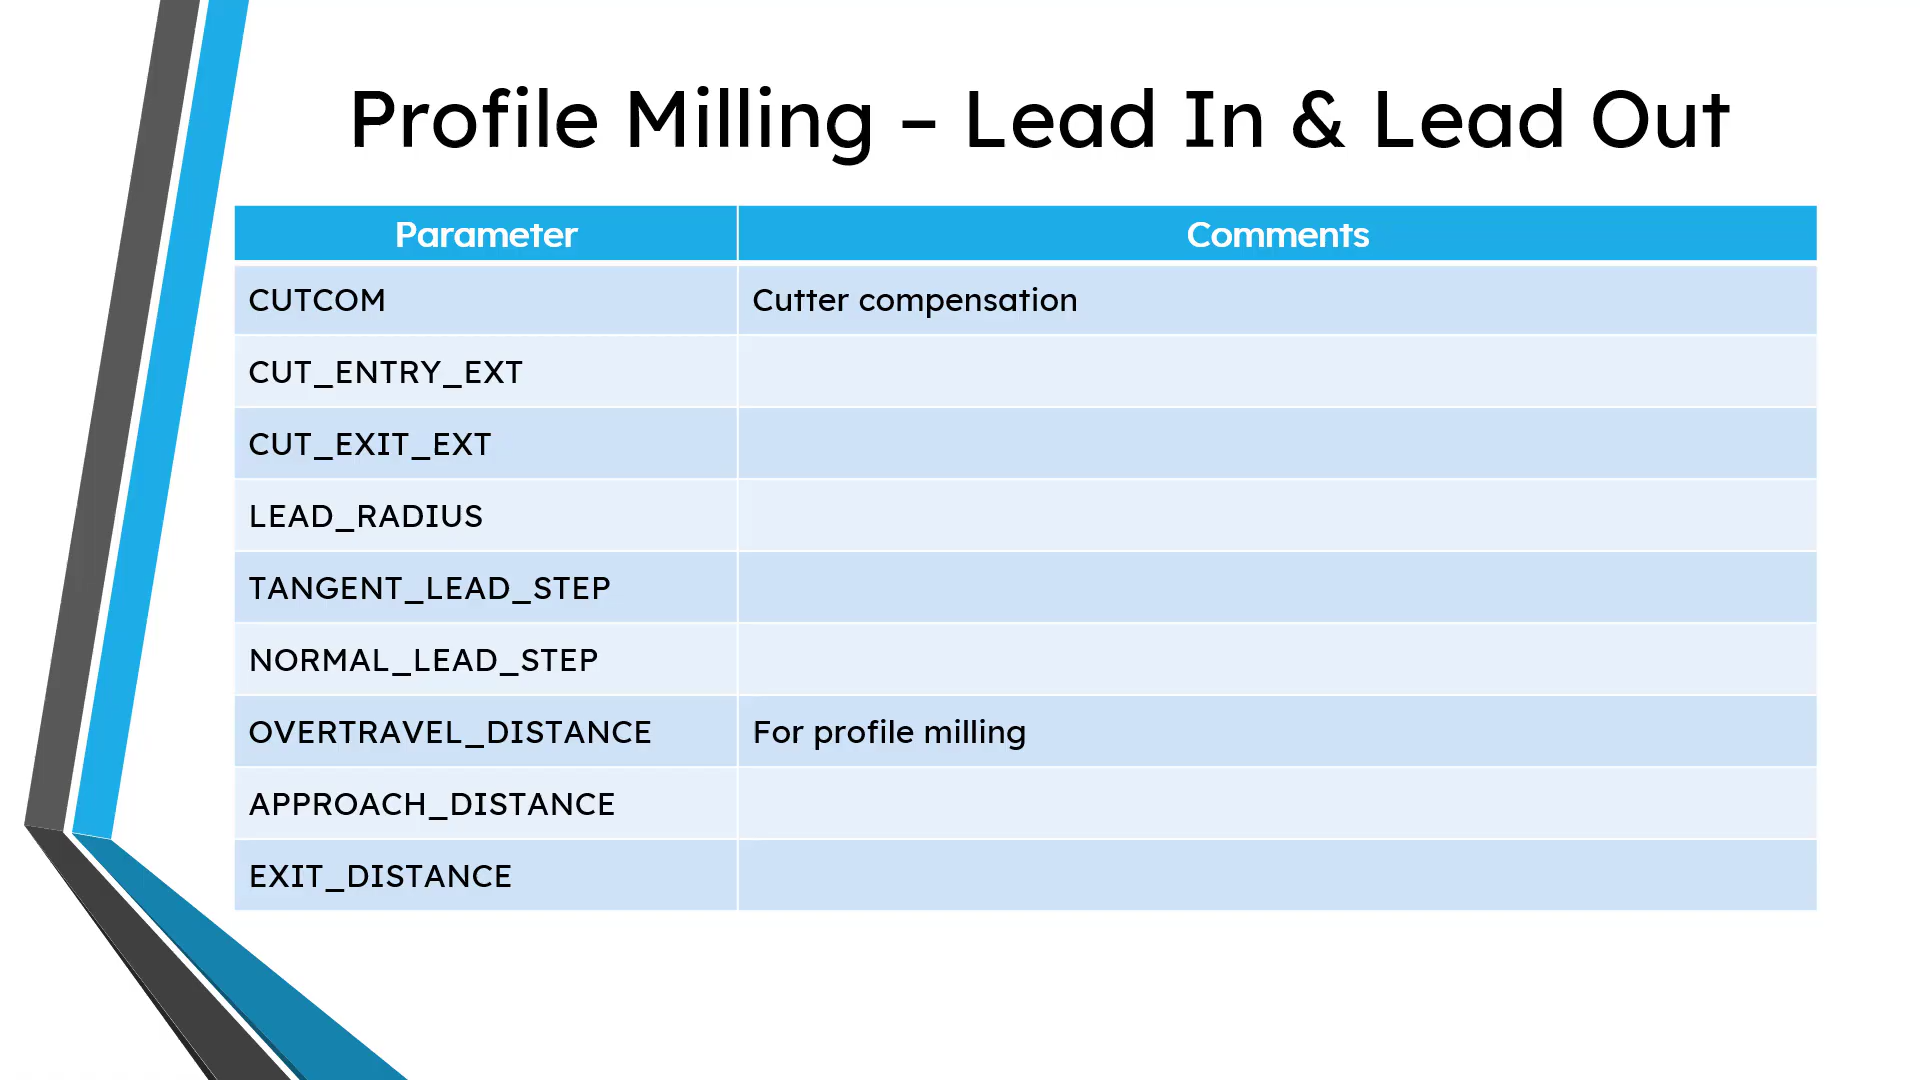 Profile Milling – Lead In & Lead Out
Parameter Comments
CUTCOM Cutter compensation
CUT_ENTRY_EXT
CUT_EXIT_EXT
LEAD_RADIUS
TANGENT_LEAD_STEP
NORMAL_LEAD_STEP
OVERTRAVEL_DISTANCE For profile milling
APPROACH_DISTANCE
EXIT_DISTANCE